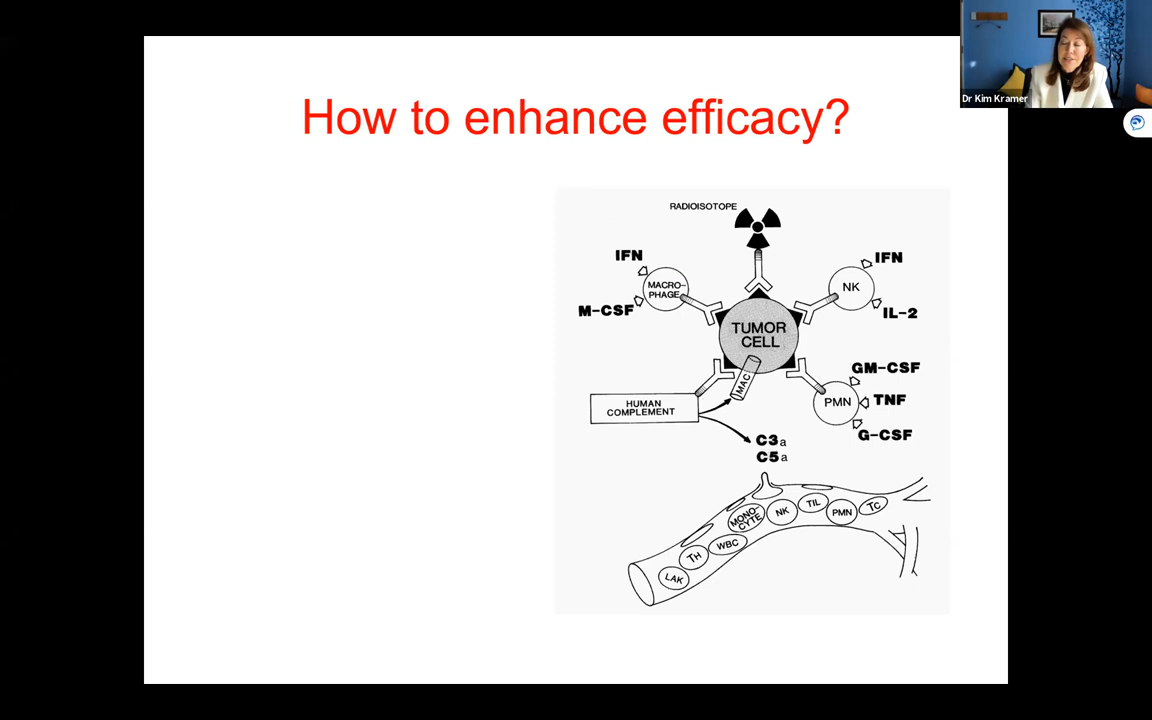 Dr Kim Kramer
How to enhance efficacy?
RADIOISOTOPE
IFN
MACRO-
PHAGE
M-CSF
IFN
NK
IL-2
TUMOR
CELL
MAC
HUMAN
COMPLEMENT
GM-CSF
PMN
TNF
G-CSF
C3a
C5a
MONO-
CYTE
NK
TIL
PMN
TC
WBC
TH
LAK